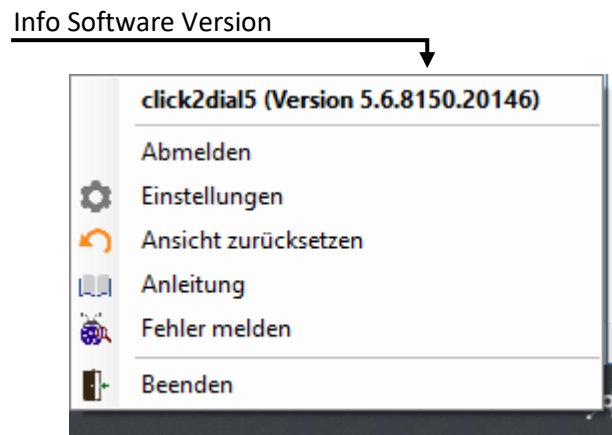 Info Software Version
click2dial5 (Version 5.6.8150.20146)
Abmelden
Einstellungen
Ansicht zurücksetzen
Anleitung
Fehler melden
Beenden